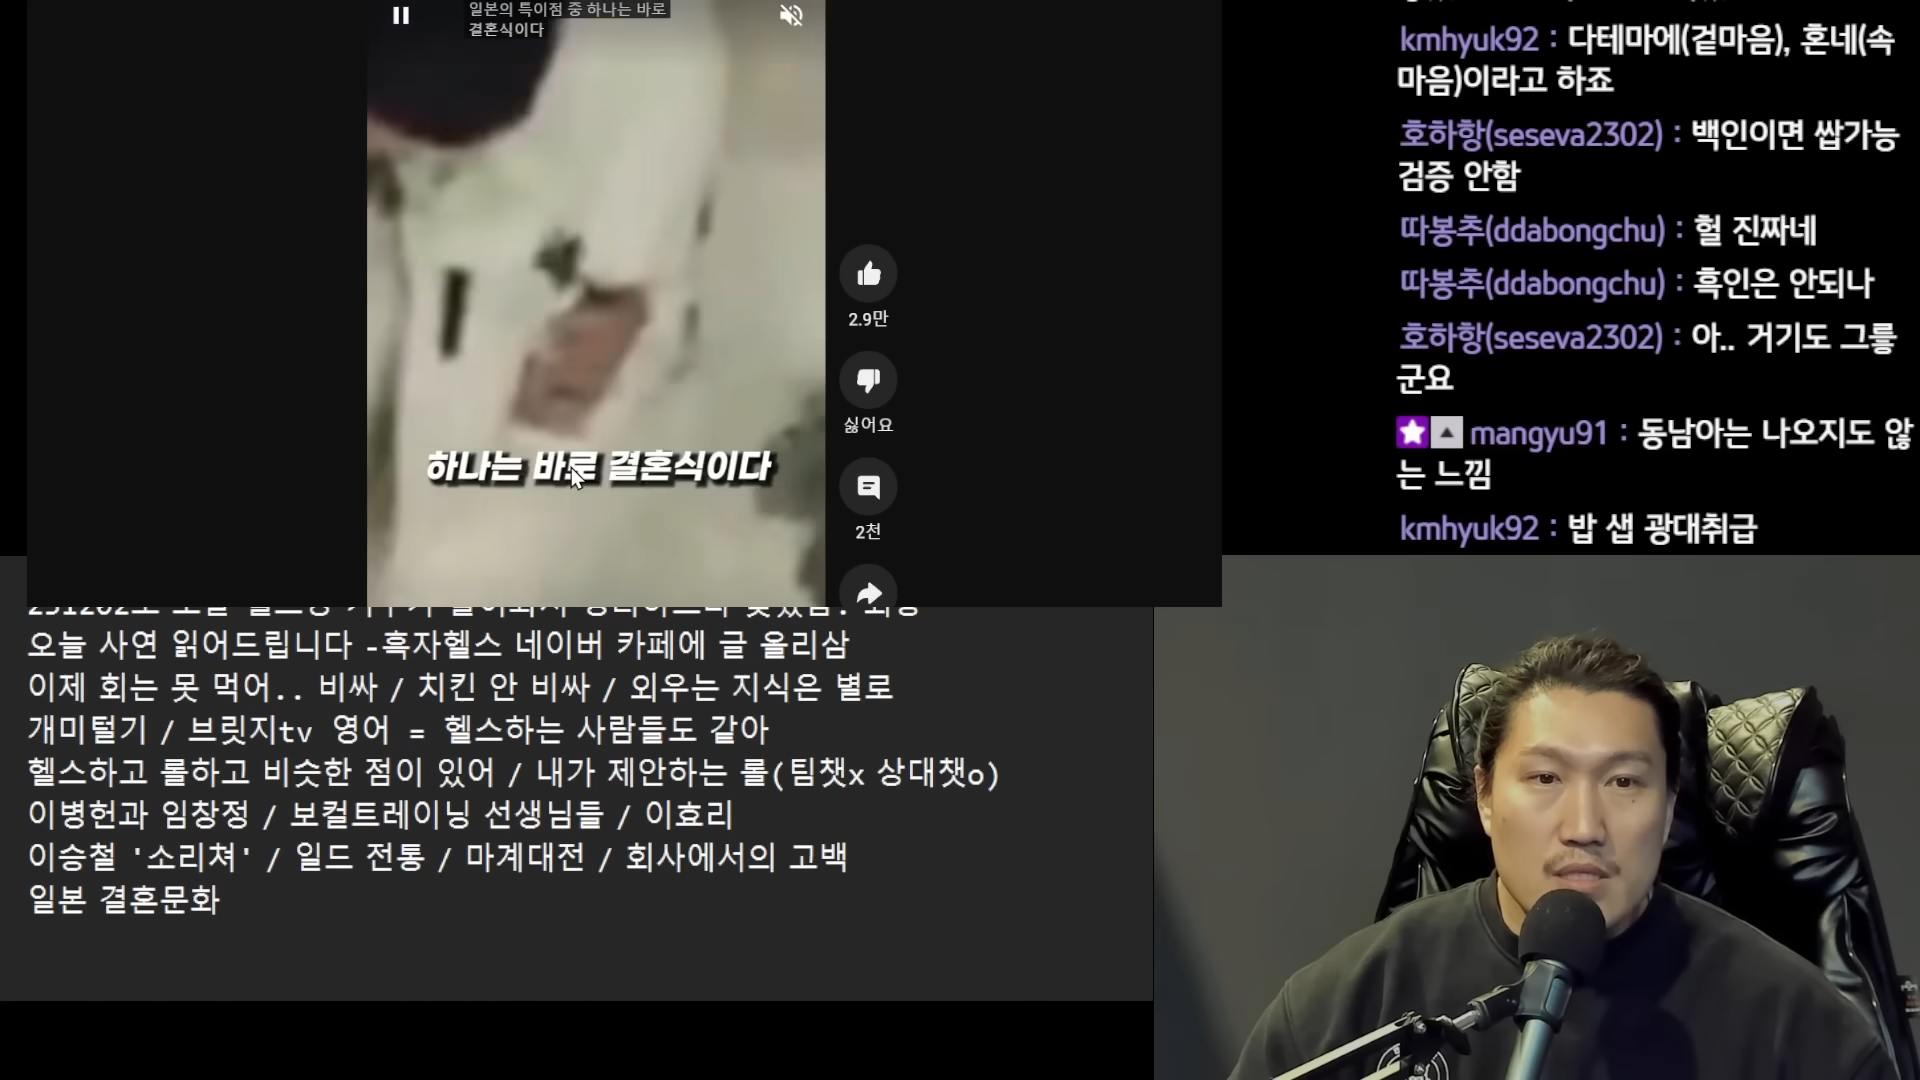 일본의 특이점 중 하나는 바로
결혼식이다
하나는 바로 결혼식이다
2.9만
싫어요
2천
오늘 사연 읽어드립니다 -흑자헬스 네이버 카페에 글 올리삼
이제 회는 못 먹어.. 비싸 / 치킨 안 비싸 / 외우는 지식은 별로
개미털기 / 브릿지tv 영어 = 헬스하는 사람들도 같아
헬스하고 롤하고 비슷한 점이 있어 / 내가 제안하는 롤(팀챗x 상대챗o)
이병헌과 임창정 / 보컬트레이닝 선생님들 / 이효리
이승철 '소리쳐' / 일드 전통 / 마계대전 / 회사에서의 고백
일본 결혼문화
kmhyuk92 : 다테마에(겉마음), 혼네(속
마음)이라고 하죠
호하항(seseva2302) : 백인이면 쌉가능
검증 안함
따봉추(ddabongchu) : 헐 진짜네
따봉추(ddabongchu) : 흑인은 안되나
호하항(seseva2302) : 아.. 거기도 그릏
군요
mangyu91 : 동남아는 나오지도 않
는 느낌
kmhyuk92 : 밥 샙 광대취급